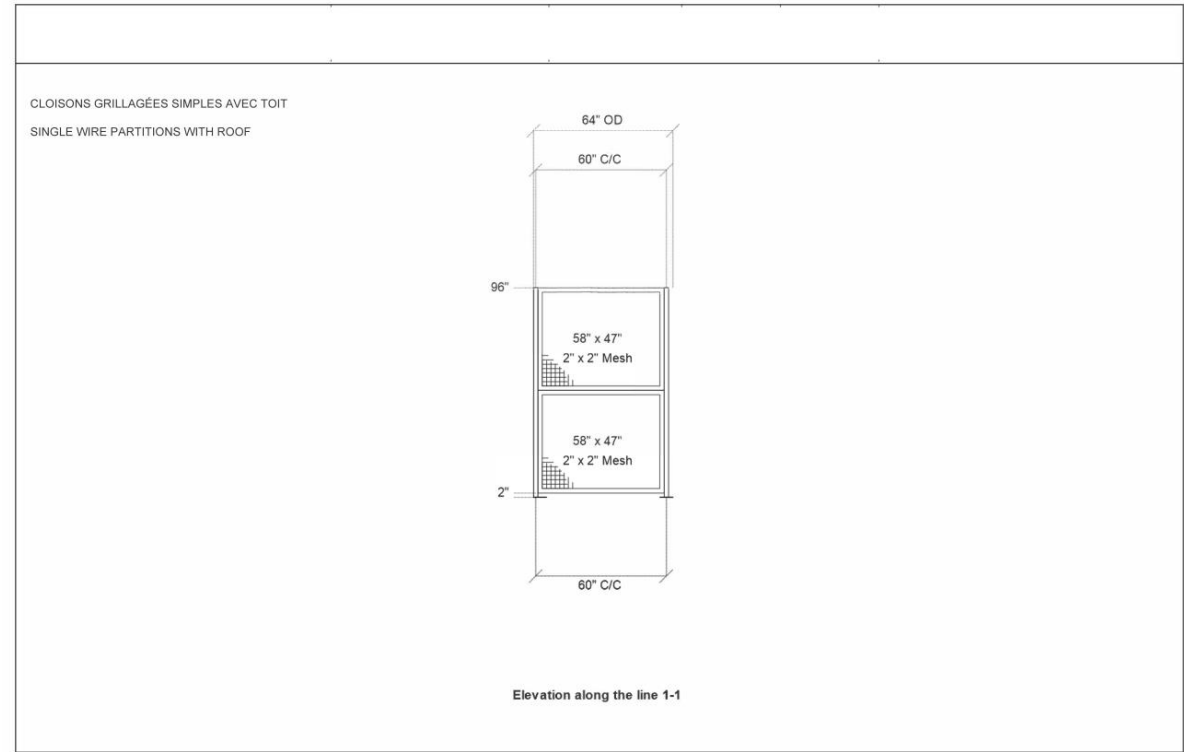 CLOISONS GRILLAGÉES SIMPLES AVEC TOIT
SINGLE WIRE PARTITIONS WITH ROOF
64" OD
60" C/C
96"
58" x 47"
2" x 2" Mesh
58" x 47"
2" x 2" Mesh
2"
60" C/C
Elevation along the line 1-1